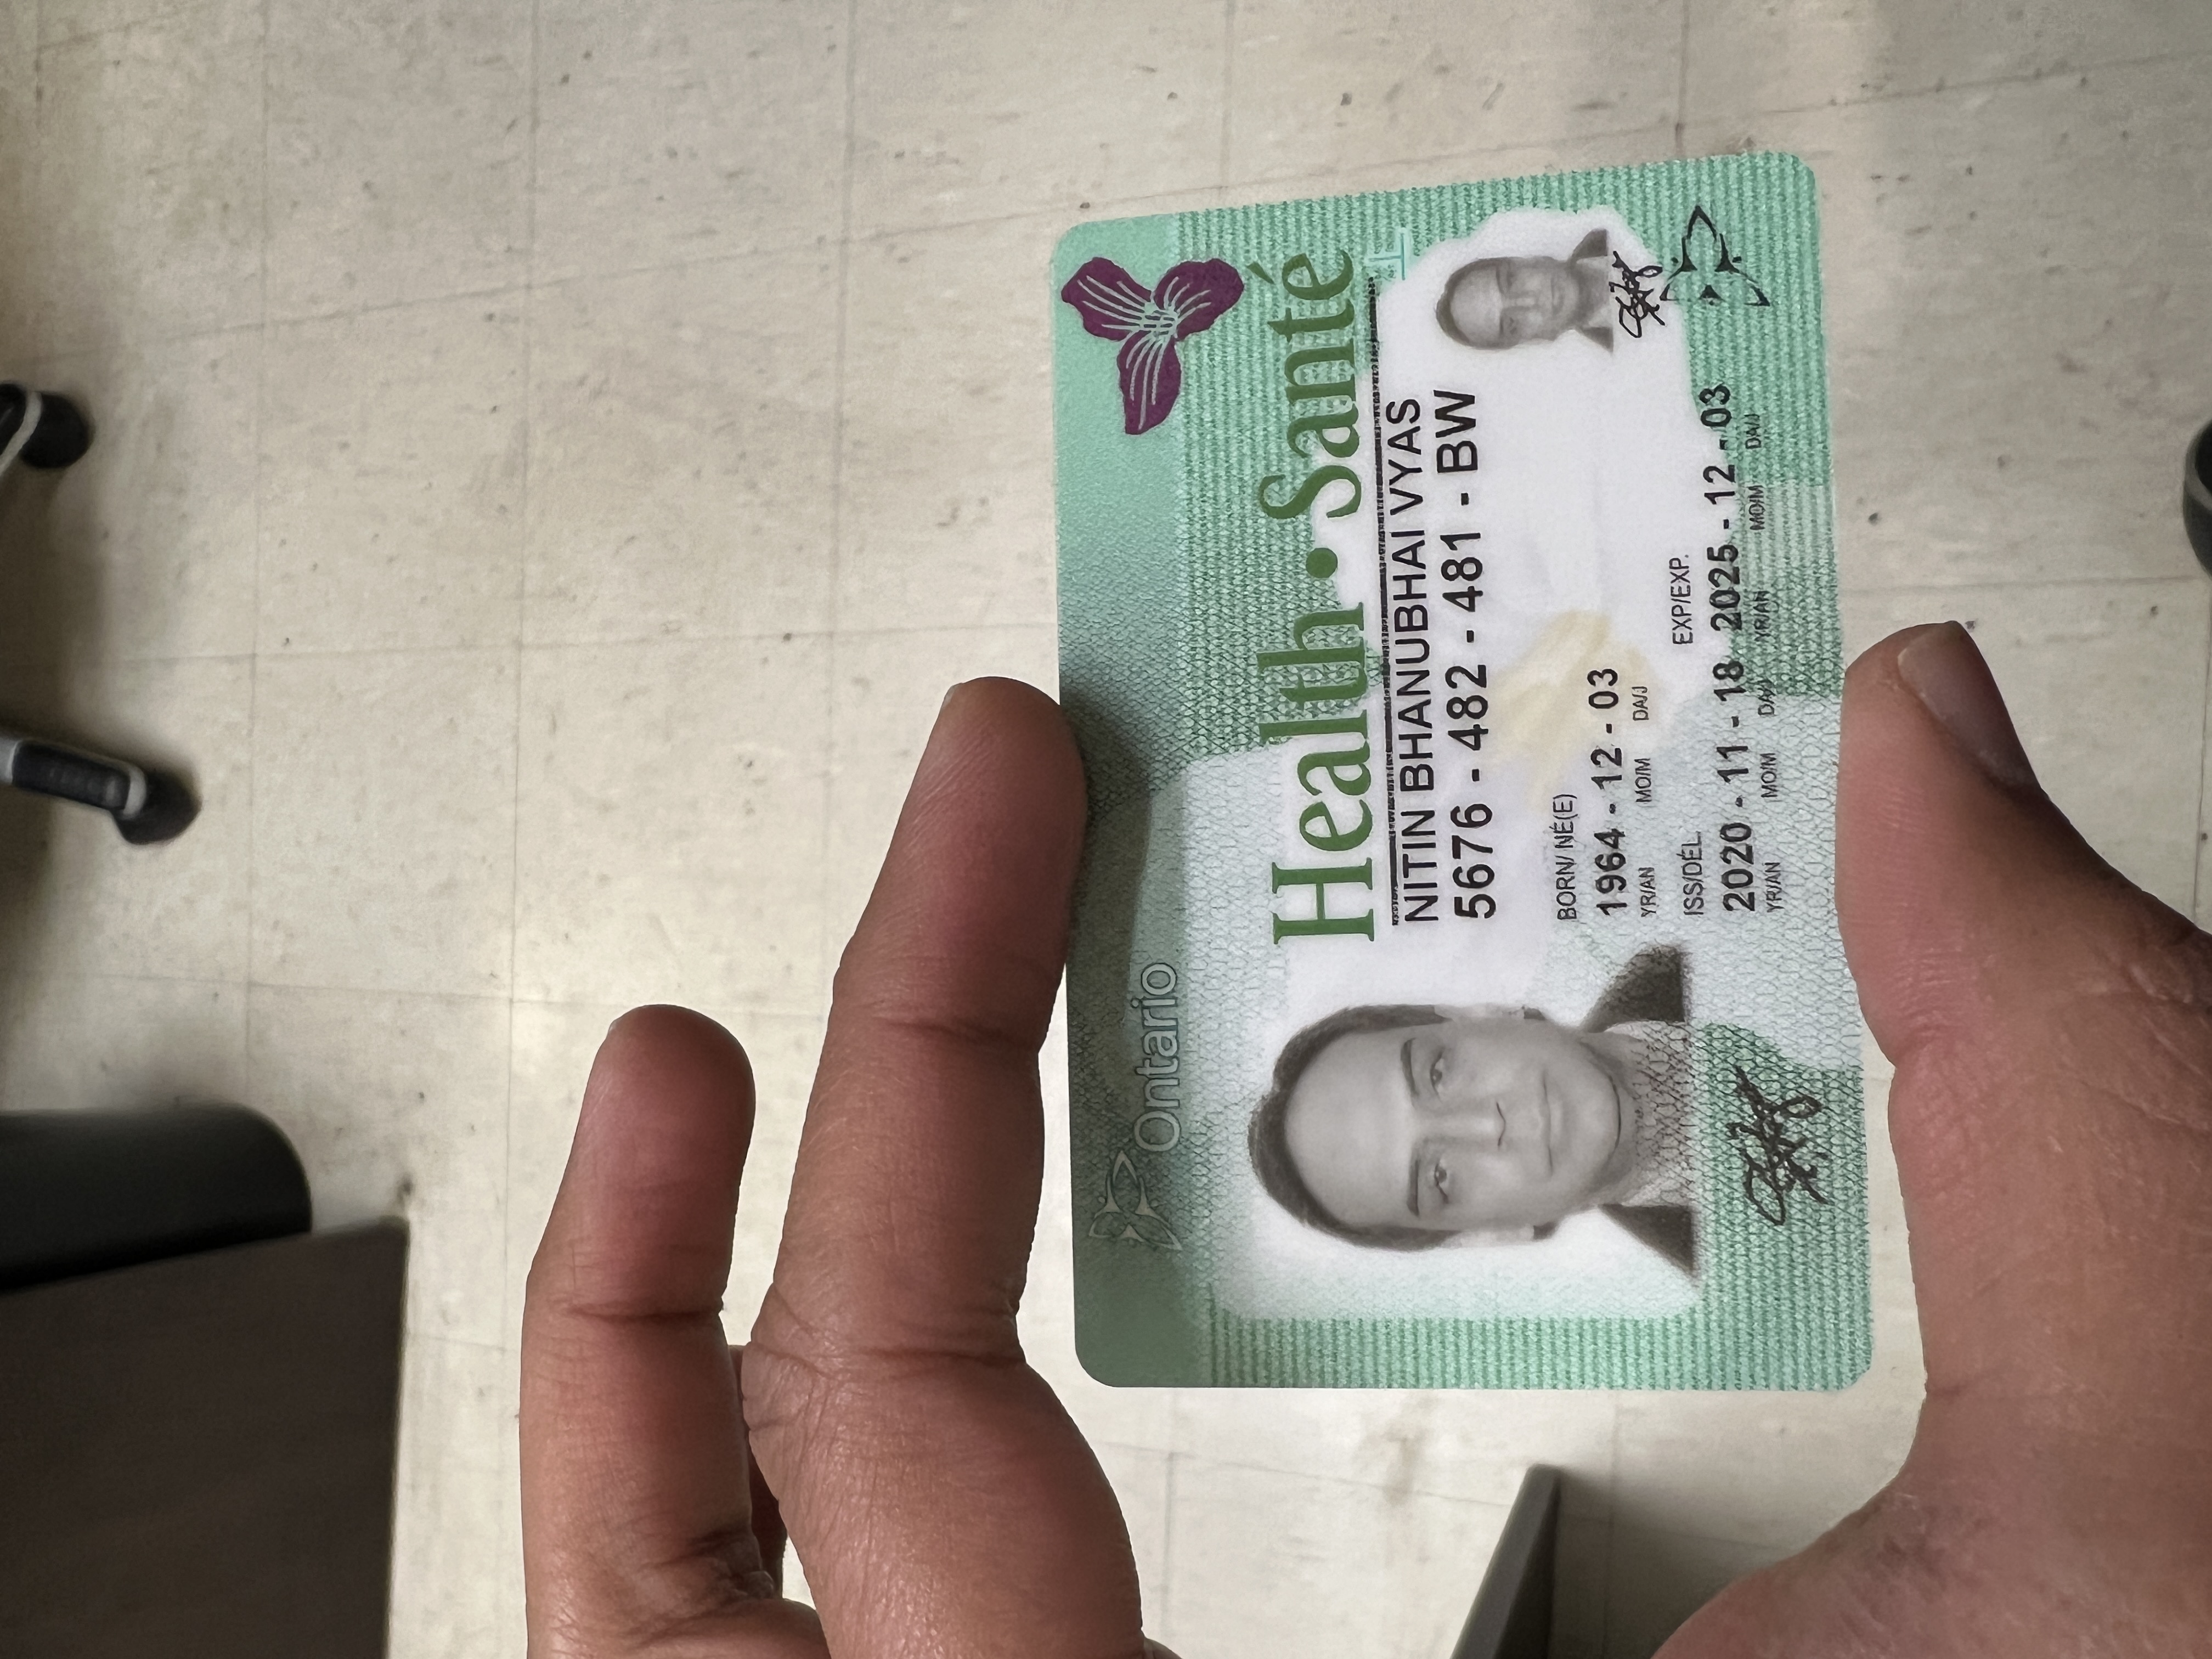 Ontario
Health • Santé
NITIN BHANUBHAI VYAS
5676 - 482 - 481 - BW
BORN/ NÉ(E)
1964 - 12 - 03
YR/AN MO/M DA/J
ISS/DÉL. EXP/EXP.
2020 - 11 - 18 2025 - 12 - 03
YR/AN MO/M DA/J YR/AN MO/M DA/J